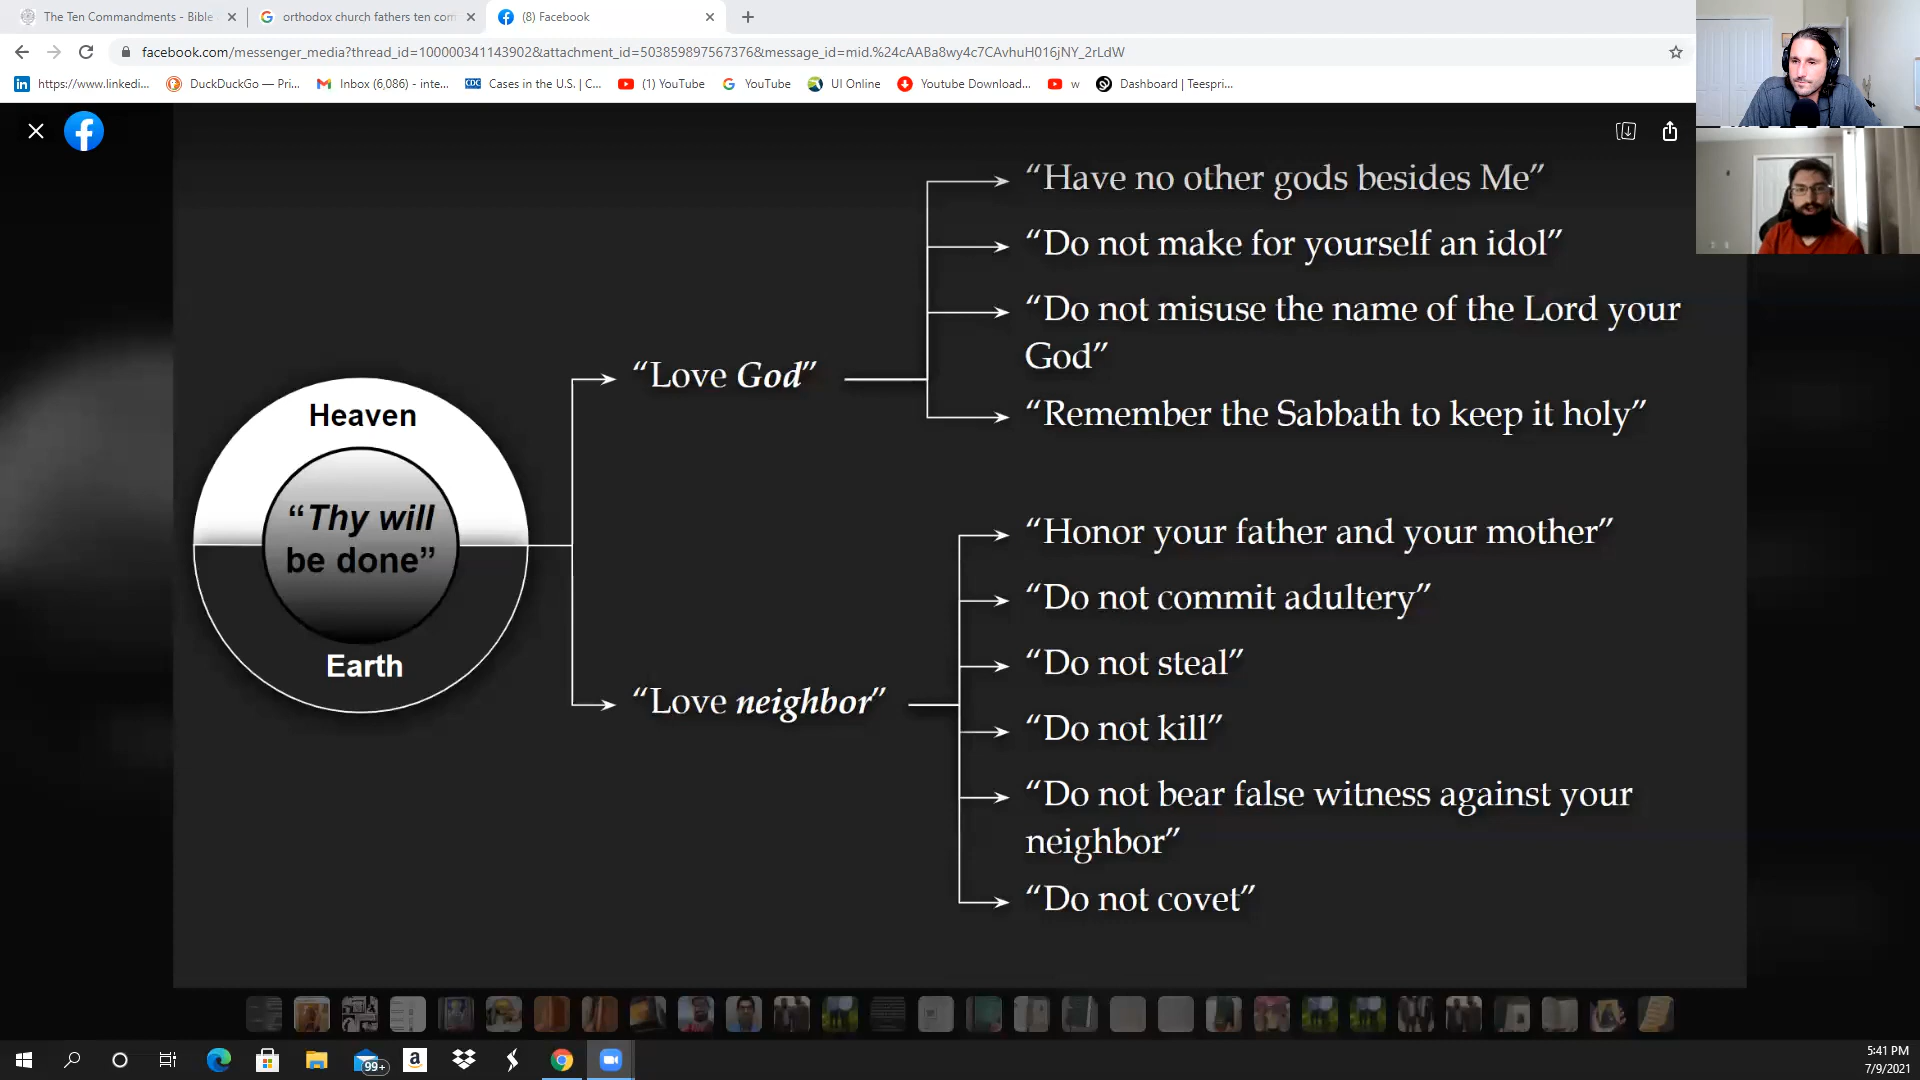 The Ten Commandments - Bible
orthodox church fathers ten com
(8) Facebook
facebook.com/messenger_media?thread_id=100000341143902&attachment_id=503859897567376&message_id=mid.%24cAABa8wy4c7CAvhuH016jNY_2rLdW
https://www.linkedi...
DuckDuckGo — Pri...
Inbox (6,086) - inte...
CDC
Cases in the U.S. | C...
(1) YouTube
YouTube
UI Online
Youtube Download...
w
Dashboard | Teespri...
“Have no other gods besides Me”
“Do not make for yourself an idol”
“Do not misuse the name of the Lord your
God”
“Love God”
“Remember the Sabbath to keep it holy”
Heaven
“Thy will
be done”
Earth
“Honor your father and your mother”
“Do not commit adultery”
“Do not steal”
“Love neighbor”
“Do not kill”
“Do not bear false witness against your
neighbor”
“Do not covet”
99+
5:41 PM
7/9/2021